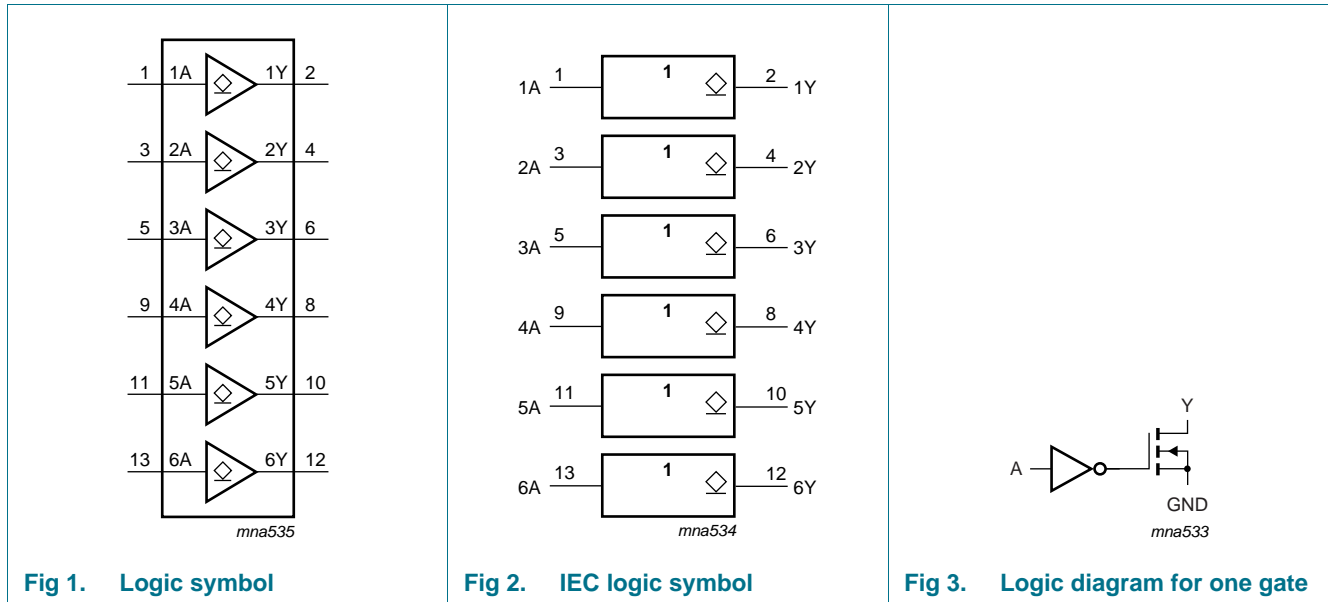 1 1A 1Y 2
3 2A 2Y 4
5 3A 3Y 6
9 4A 4Y 8
11 5A 5Y 10
13 6A 6Y 12
mna535
Fig 1. Logic symbol
1A 1 1 2 1Y
2A 3 1 4 2Y
3A 5 1 6 3Y
4A 9 1 8 4Y
5A 11 1 10 5Y
6A 13 1 12 6Y
mna534
Fig 2. IEC logic symbol
Y
A
GND
mna533
Fig 3. Logic diagram for one gate